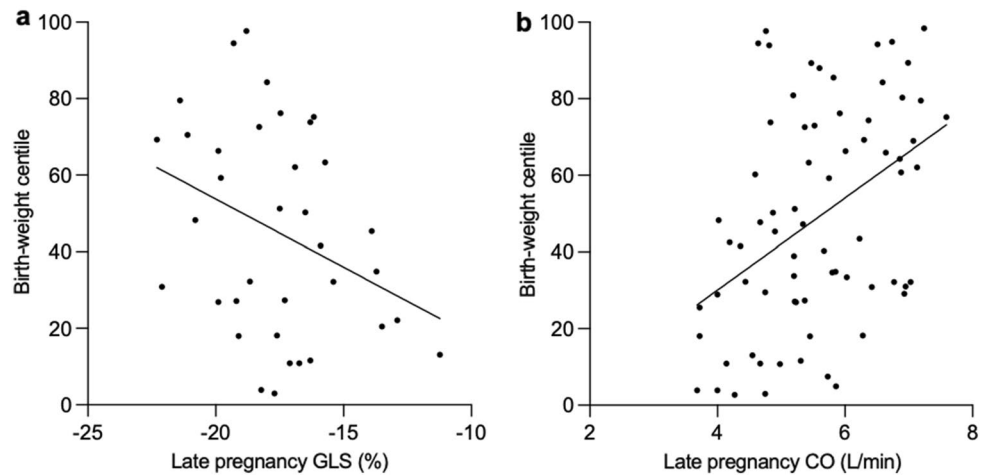 a
100
80
60
40
20
0
Birth-weight centile
-25 -20 -15 -10
Late pregnancy GLS (%)
b
100
80
60
40
20
0
Birth-weight centile
2 4 6 8
Late pregnancy CO (L/min)